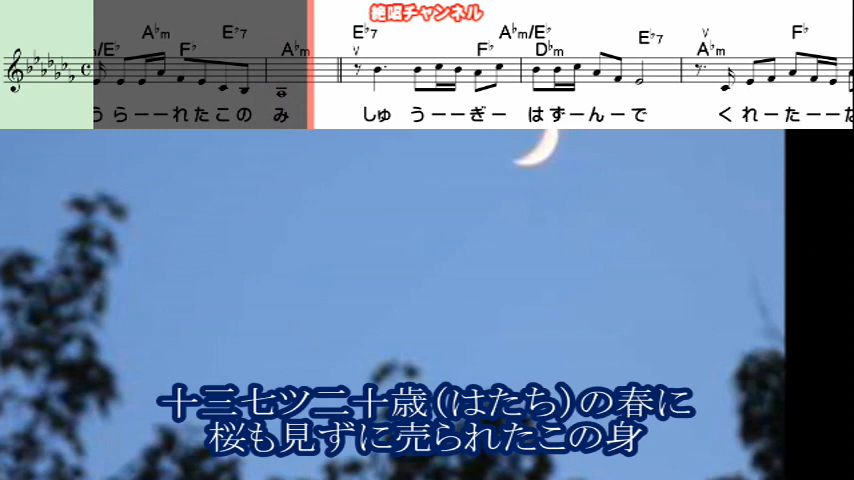 絶唱チャンネル
A♭m E♭7 E♭7 A♭m/E♭ E♭7 F♭
m/E♭ F♭ A♭m F♭ D♭m A♭m
うらーーれたこの み しゅ うーーぎー はずーんーで くれーたーーな
十三七ツ二十歳(はたち)の春に
桜も見ずに売られたこの身